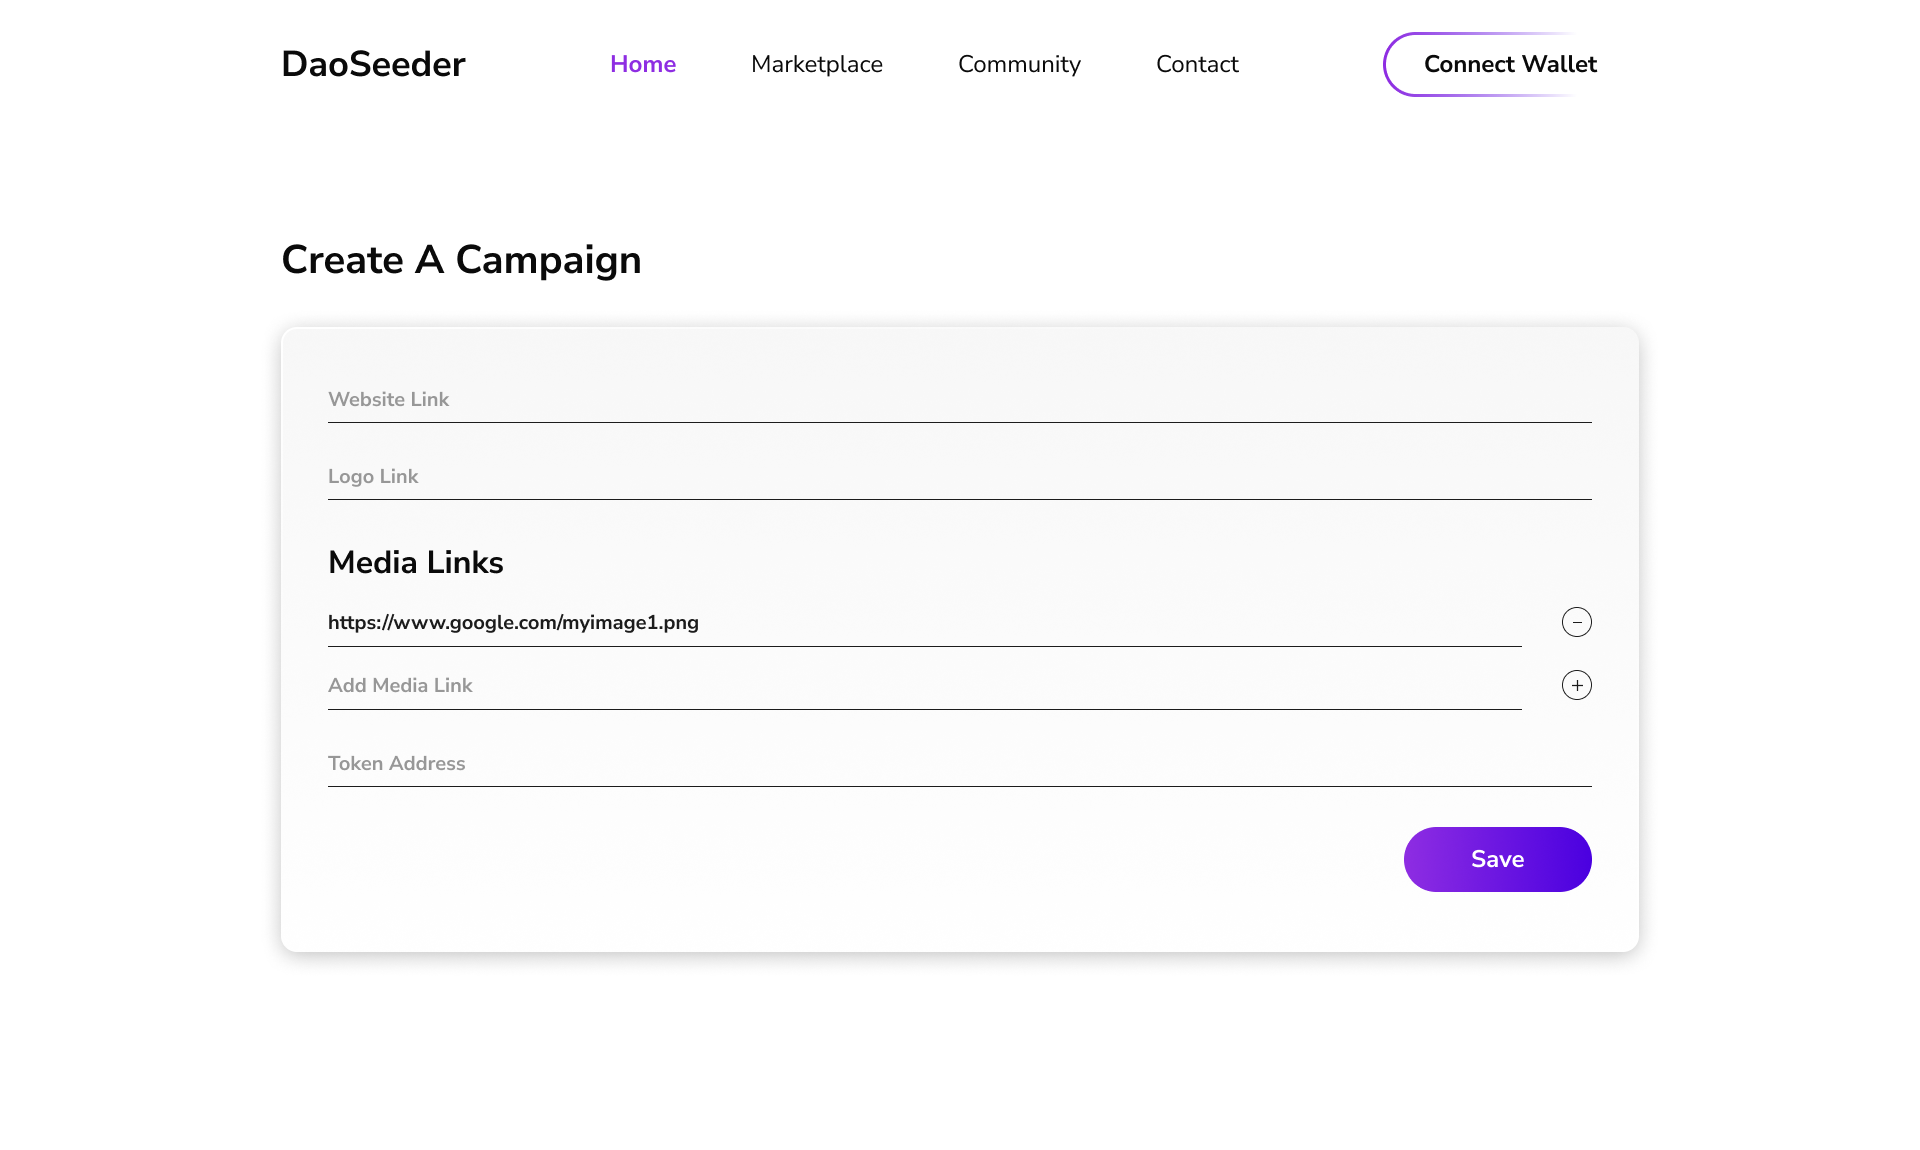 DaoSeeder
Home
Marketplace
Community
Contact
Connect Wallet
Create A Campaign
Website Link
Logo Link
Media Links
https://www.google.com/myimage1.png
Add Media Link
Token Address
Save